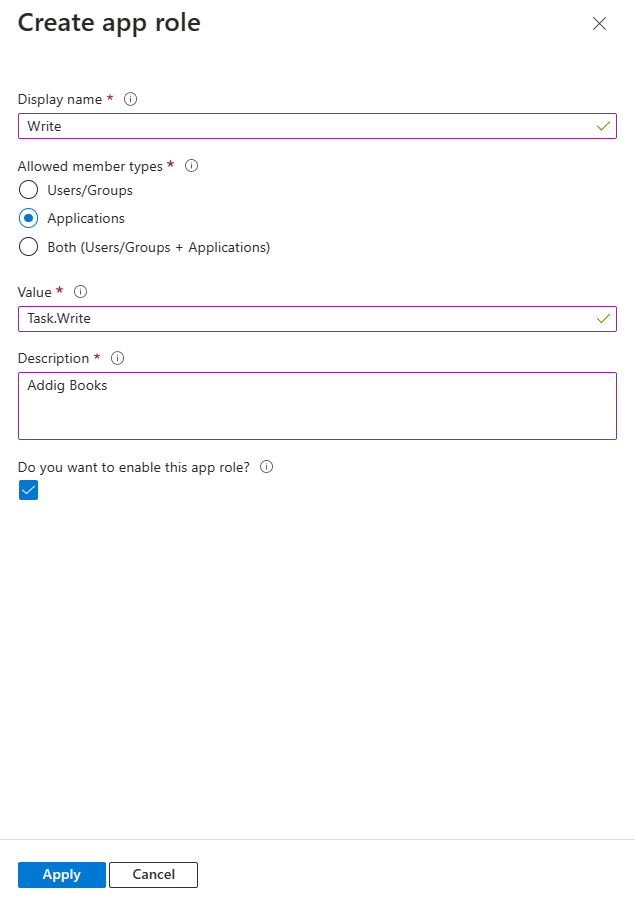 Create app role
Display name *
Write
Allowed member types *
Users/Groups
Applications
Both (Users/Groups + Applications)
Value *
Task.Write
Description *
Addig Books
Do you want to enable this app role?
Apply Cancel